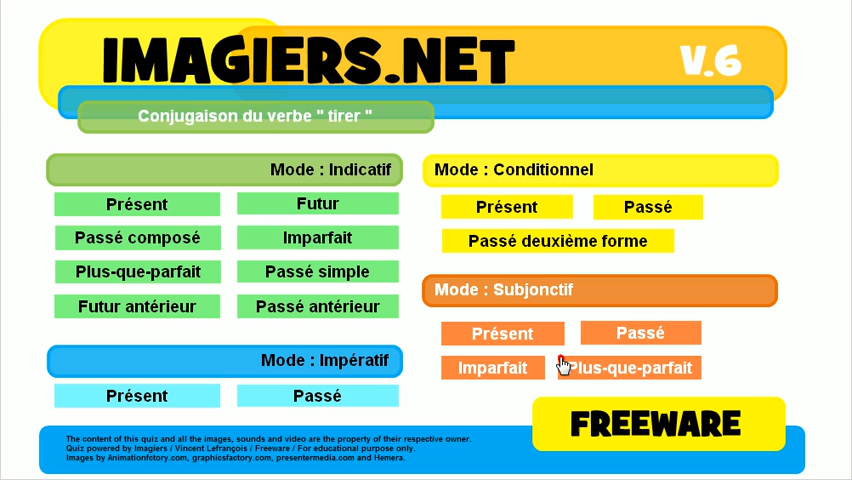 IMAGIERS.NET
V.6
Conjugaison du verbe " tirer "
Mode : Indicatif
Présent
Futur
Passé composé
Imparfait
Plus-que-parfait
Passé simple
Futur antérieur
Passé antérieur
Mode : Impératif
Présent
Passé
Mode : Conditionnel
Présent
Passé
Passé deuxième forme
Mode : Subjonctif
Présent
Passé
Imparfait
Plus-que-parfait
FREEWARE
The content of this quiz and all the images, sounds and video are the property of their respective owner.
Quiz powered by Imagiers / Vincent Lefrançois / Freeware / For educational purpose only.
Images by Animationfctory.com, graphicsfactory.com, presentermedia.com and Hemera.